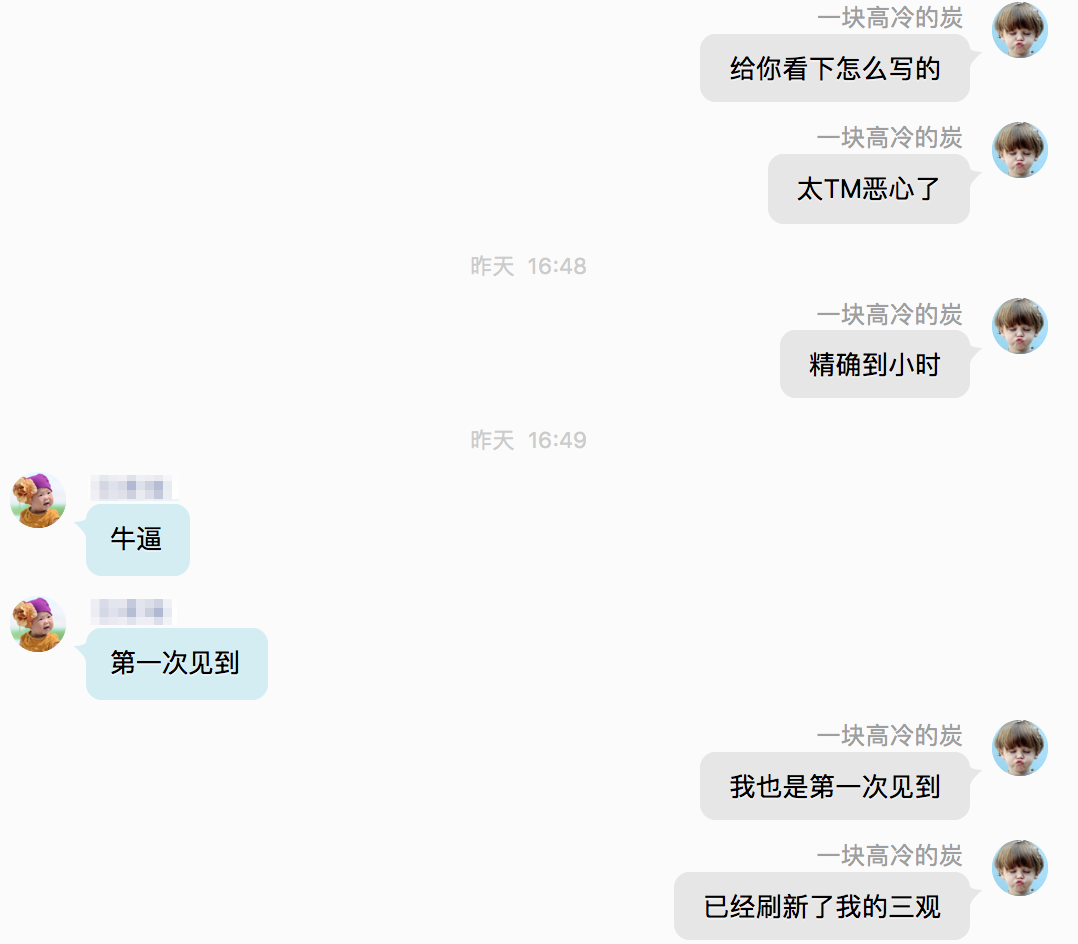 一块高冷的炭
给你看下怎么写的
一块高冷的炭
太TM恶心了
昨天 16:48
一块高冷的炭
精确到小时
昨天 16:49
牛逼
第一次见到
一块高冷的炭
我也是第一次见到
一块高冷的炭
已经刷新了我的三观